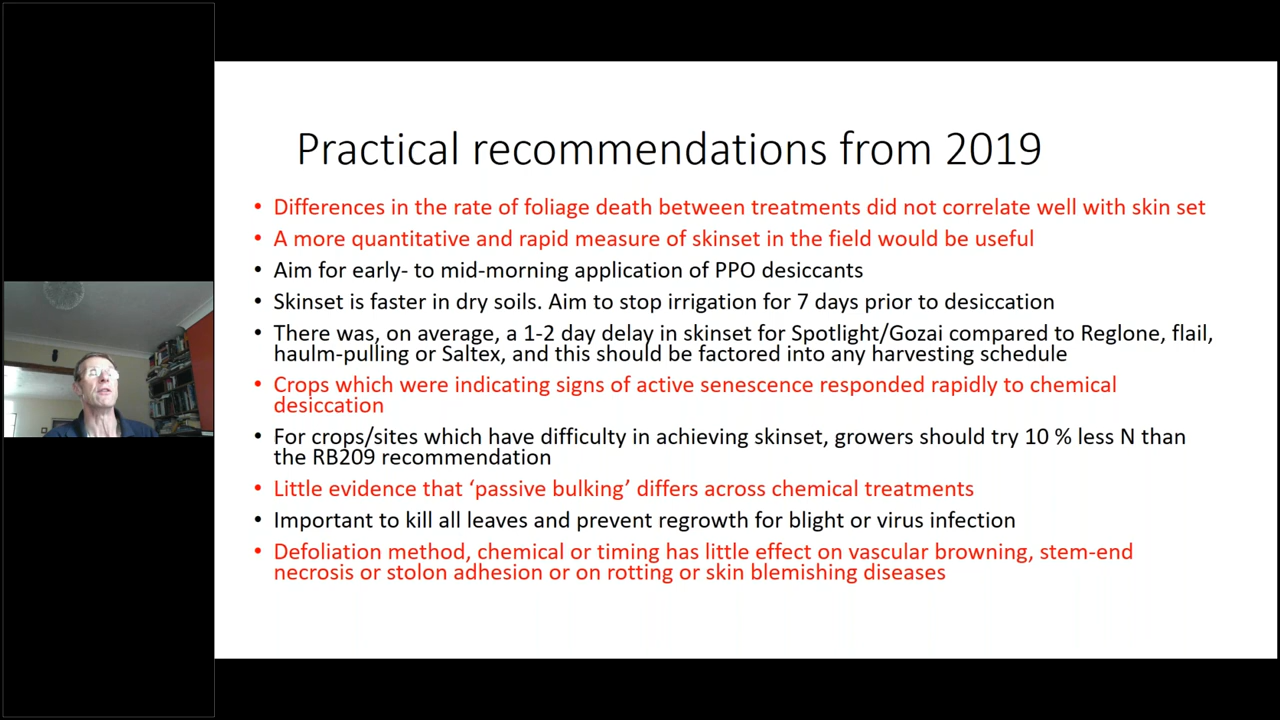 Practical recommendations from 2019
• Differences in the rate of foliage death between treatments did not correlate well with skin set
• A more quantitative and rapid measure of skinset in the field would be useful
• Aim for early- to mid-morning application of PPO desiccants
• Skinset is faster in dry soils. Aim to stop irrigation for 7 days prior to desiccation
• There was, on average, a 1-2 day delay in skinset for Spotlight/Gozai compared to Reglone, flail,
haulm-pulling or Saltex, and this should be factored into any harvesting schedule
• Crops which were indicating signs of active senescence responded rapidly to chemical
desiccation
• For crops/sites which have difficulty in achieving skinset, growers should try 10 % less N than
the RB209 recommendation
• Little evidence that ‘passive bulking’ differs across chemical treatments
• Important to kill all leaves and prevent regrowth for blight or virus infection
• Defoliation method, chemical or timing has little effect on vascular browning, stem-end
necrosis or stolon adhesion or on rotting or skin blemishing diseases